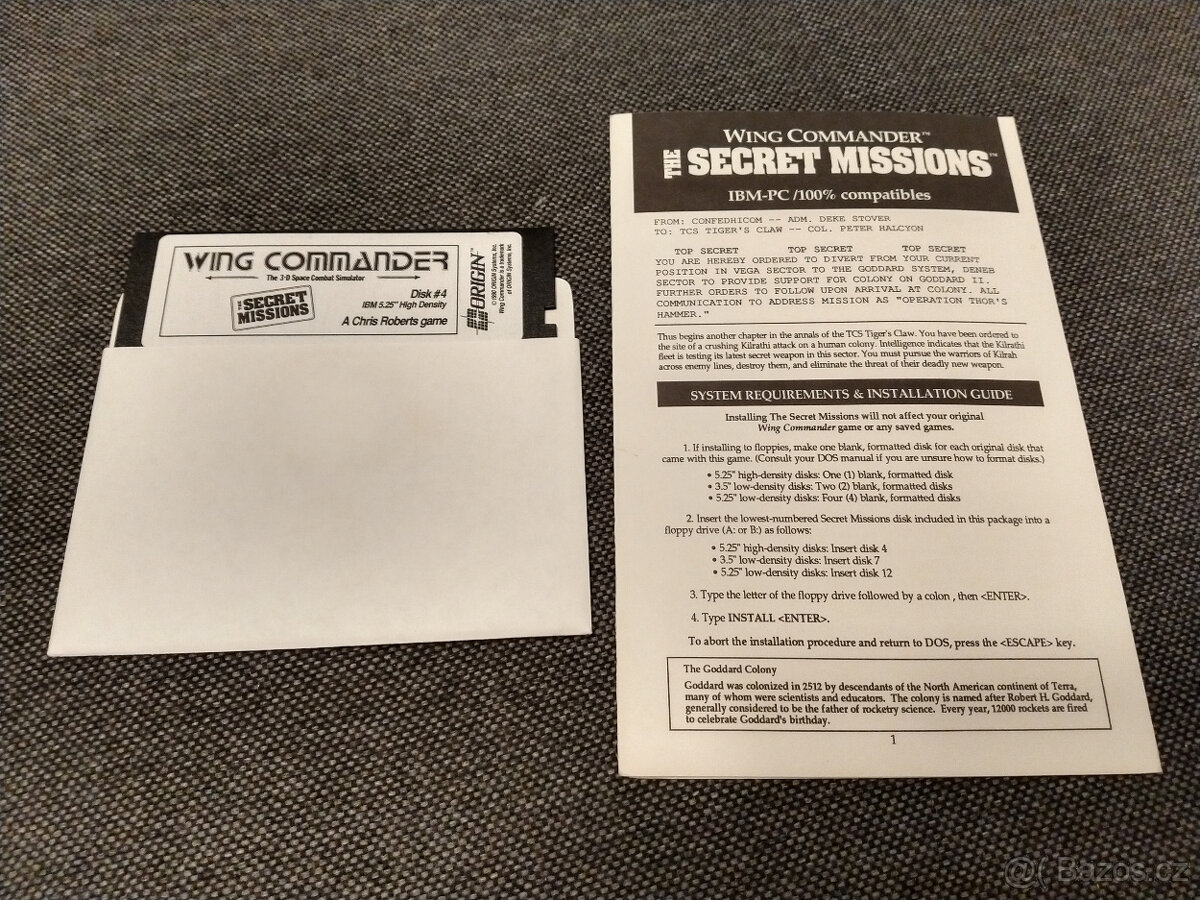 WING COMMANDER
The 3-D Space Combat Simulator
THE SECRET MISSIONS
Disk #4
IBM 5.25" High Density
A Chris Roberts game
ORIGIN™
© 1990 ORIGIN Systems, Inc.
Wing Commander is a trademark
of ORIGIN Systems, Inc.
WING COMMANDER™
THE SECRET MISSIONS™
IBM-PC /100% compatibles
FROM: CONFEDHICOM -- ADM. DEKE STOVER
TO: TCS TIGER'S CLAW -- COL. PETER HALCYON
TOP SECRET TOP SECRET TOP SECRET
YOU ARE HEREBY ORDERED TO DIVERT FROM YOUR CURRENT
POSITION IN VEGA SECTOR TO THE GODDARD SYSTEM, DENEB
SECTOR TO PROVIDE SUPPORT FOR COLONY ON GODDARD II.
FURTHER ORDERS TO FOLLOW UPON ARRIVAL AT COLONY. ALL
COMMUNICATION TO ADDRESS MISSION AS "OPERATION THOR'S
HAMMER."
Thus begins another chapter in the annals of the TCS Tiger's Claw. You have been ordered to
the site of a crushing Kilrathi attack on a human colony. Intelligence indicates that the Kilrathi
fleet is testing its latest secret weapon in this sector. You must pursue the warriors of Kilrah
across enemy lines, destroy them, and eliminate the threat of their deadly new weapon.
SYSTEM REQUIREMENTS & INSTALLATION GUIDE
Installing The Secret Missions will not affect your original
Wing Commander game or any saved games.
1. If installing to floppies, make one blank, formatted disk for each original disk that
came with this game. (Consult your DOS manual if you are unsure how to format disks.)
• 5.25" high-density disks: One (1) blank, formatted disk
• 3.5" low-density disks: Two (2) blank, formatted disks
• 5.25" low-density disks: Four (4) blank, formatted disks
2. Insert the lowest-numbered Secret Missions disk included in this package into a
floppy drive (A: or B:) as follows:
• 5.25" high-density disks: Insert disk 4
• 3.5" low-density disks: Insert disk 7
• 5.25" low-density disks: Insert disk 12
3. Type the letter of the floppy drive followed by a colon , then <ENTER>.
4. Type INSTALL <ENTER>.
To abort the installation procedure and return to DOS, press the <ESCAPE> key.
The Goddard Colony
Goddard was colonized in 2512 by descendants of the North American continent of Terra,
many of whom were scientists and educators. The colony is named after Robert H. Goddard,
generally considered to be the father of rocketry science. Every year, 12000 rockets are fired
to celebrate Goddard's birthday.
1
@( Bazos.cz